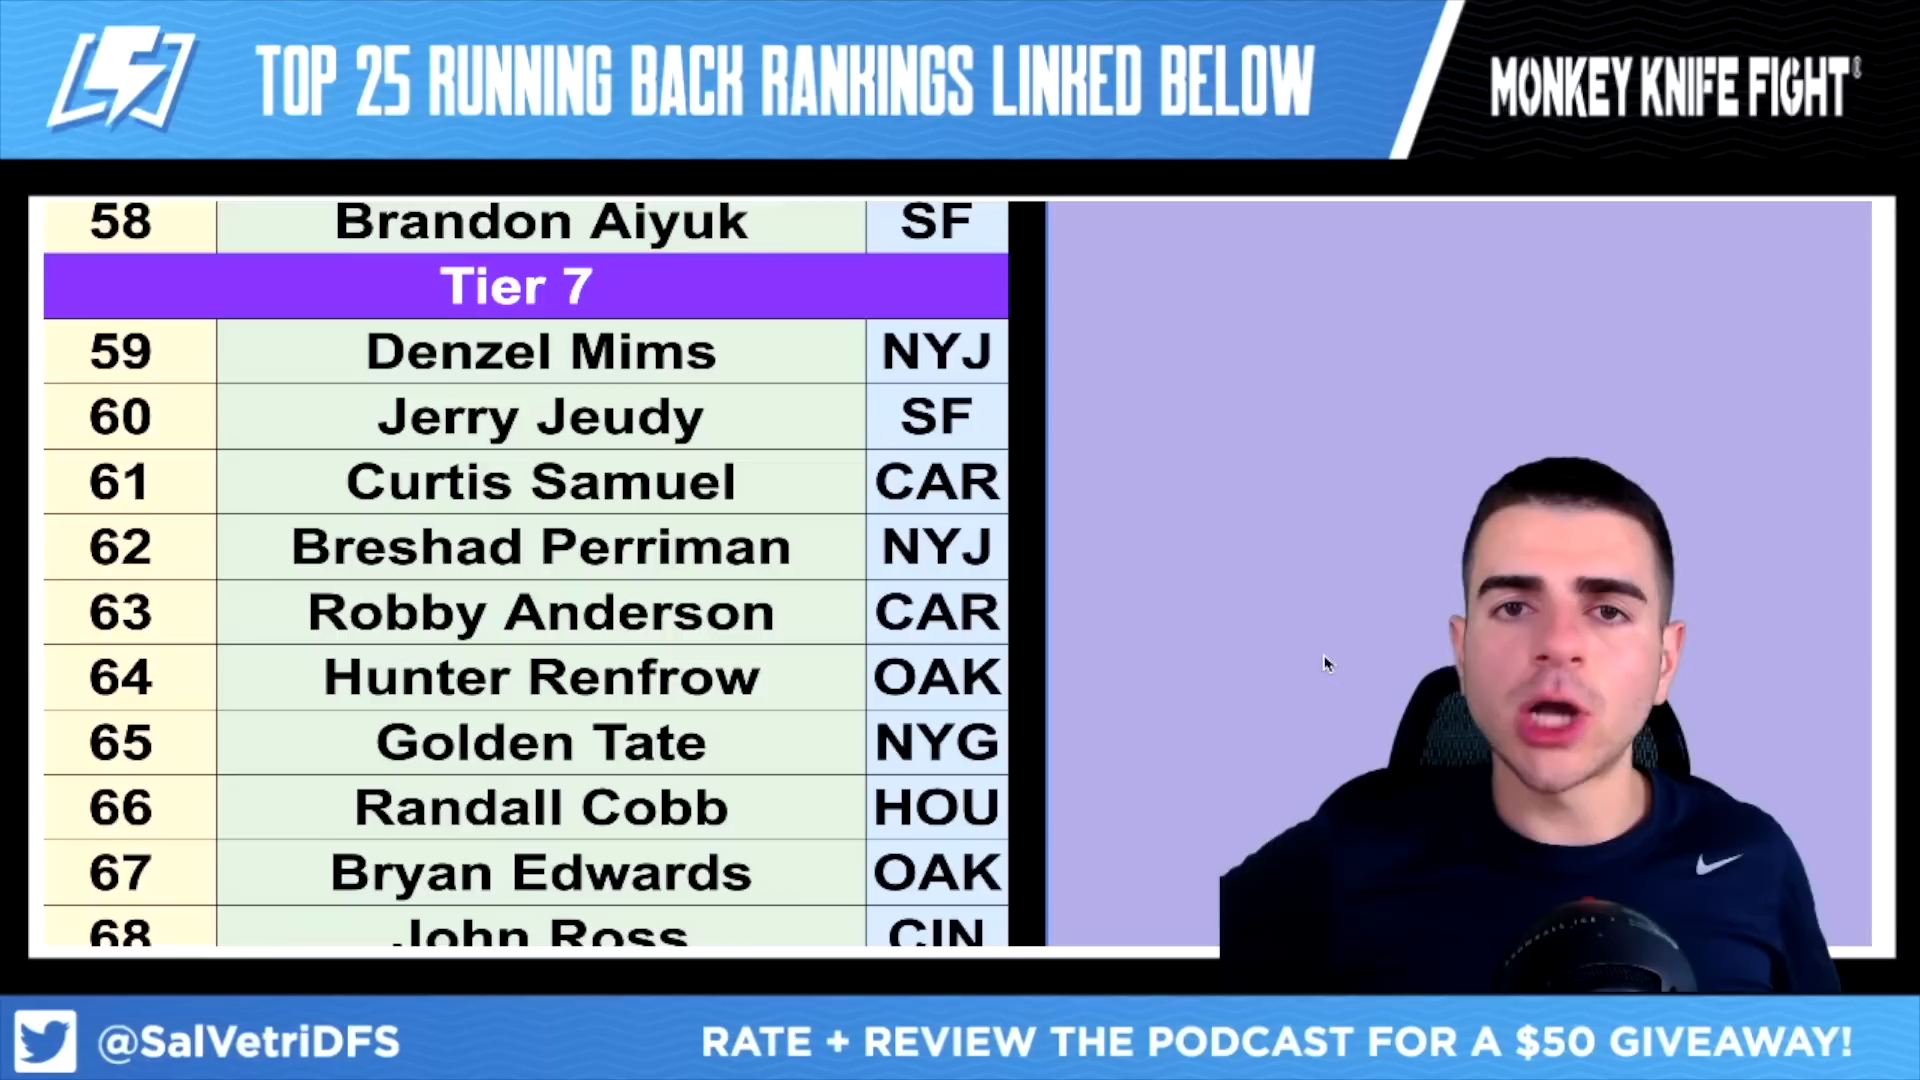 TOP 25 RUNNING BACK RANKINGS LINKED BELOW
MONKEY KNIFE FIGHT®
58 Brandon Aiyuk SF
Tier 7
59 Denzel Mims NYJ
60 Jerry Jeudy SF
61 Curtis Samuel CAR
62 Breshad Perriman NYJ
63 Robby Anderson CAR
64 Hunter Renfrow OAK
65 Golden Tate NYG
66 Randall Cobb HOU
67 Bryan Edwards OAK
68 John Ross CIN
@SalVetriDFS
RATE + REVIEW THE PODCAST FOR A $50 GIVEAWAY!